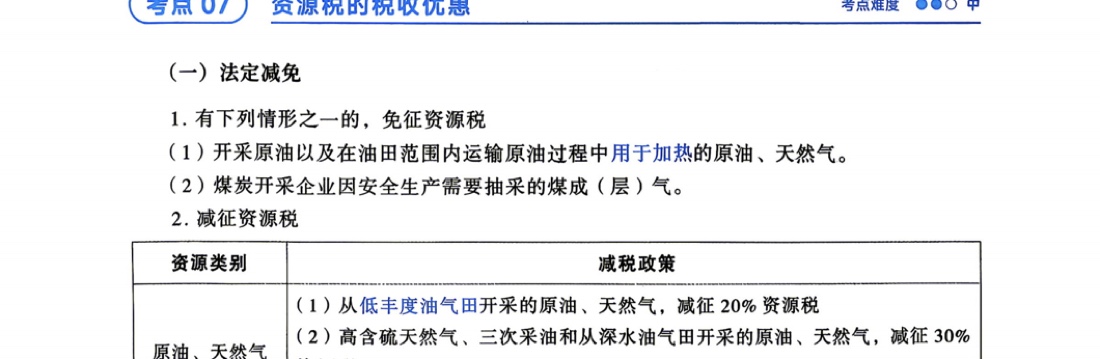 考点 07 资源税的税收优惠 考点难度 中
(一) 法定减免
1. 有下列情形之一的，免征资源税
(1) 开采原油以及在油田范围内运输原油过程中用于加热的原油、天然气。
(2) 煤炭开采企业因安全生产需要抽采的煤成(层)气。
2. 减征资源税
资源类别 减税政策
(1) 从低丰度油气田开采的原油、天然气，减征 20% 资源税
(2) 高含硫天然气、三次采油和从深水油气田开采的原油、天然气，减征 30%
原油、天然气